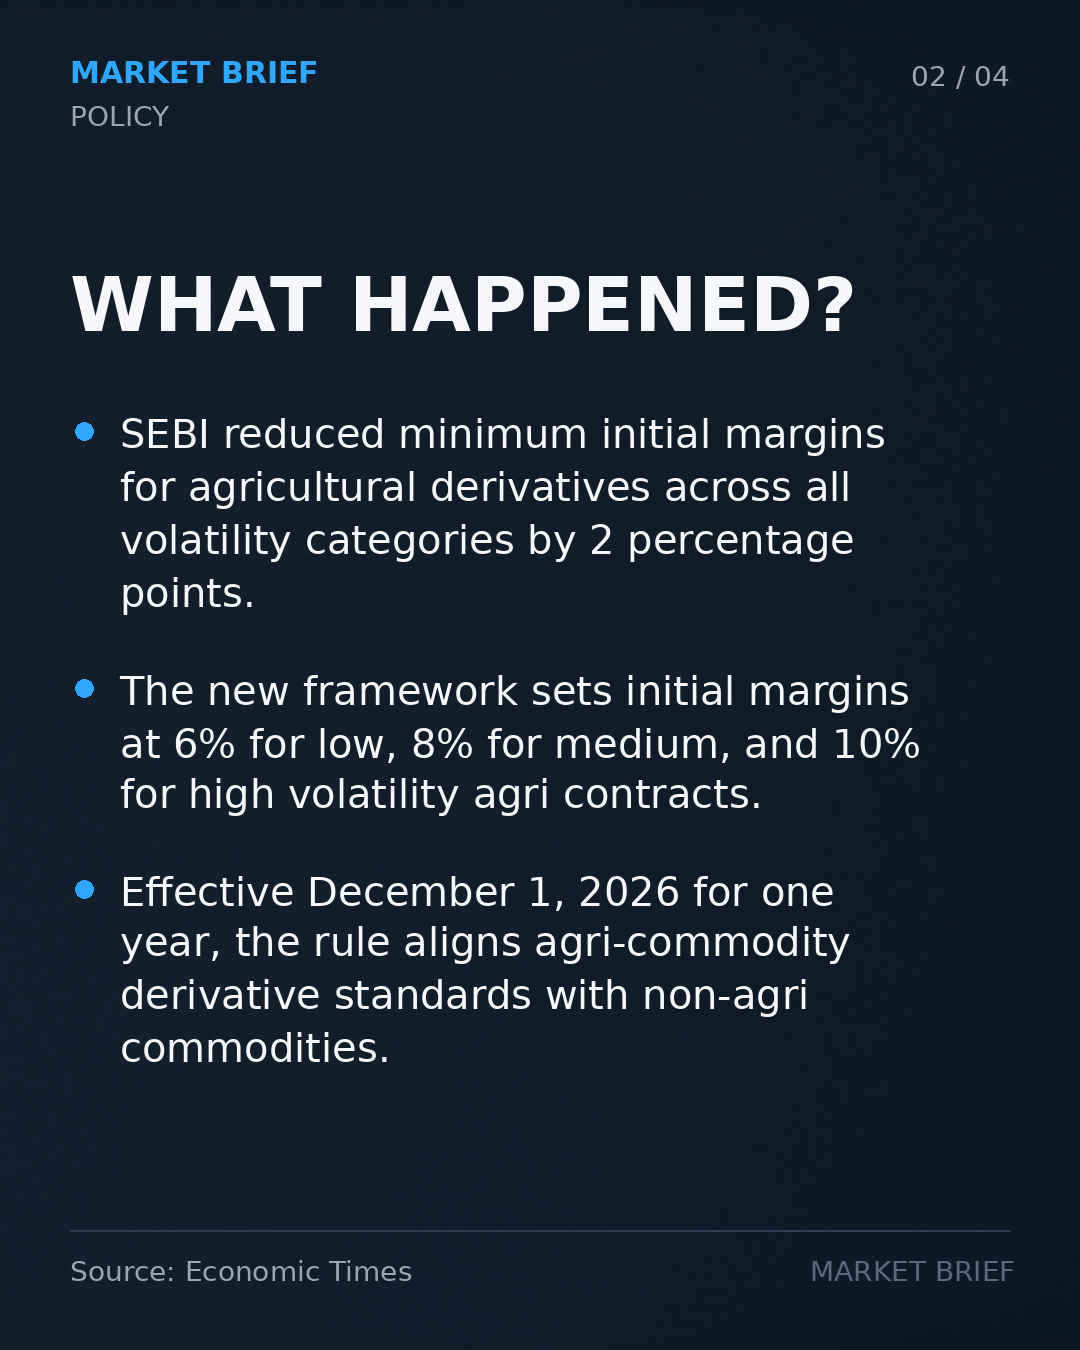 MARKET BRIEF
02 / 04
POLICY
WHAT HAPPENED?
SEBI reduced minimum initial margins
for agricultural derivatives across all
volatility categories by 2 percentage
points.
The new framework sets initial margins
at 6% for low, 8% for medium, and 10%
for high volatility agri contracts.
Effective December 1, 2026 for one
year, the rule aligns agri-commodity
derivative standards with non-agri
commodities.
Source: Economic Times
MARKET BRIEF